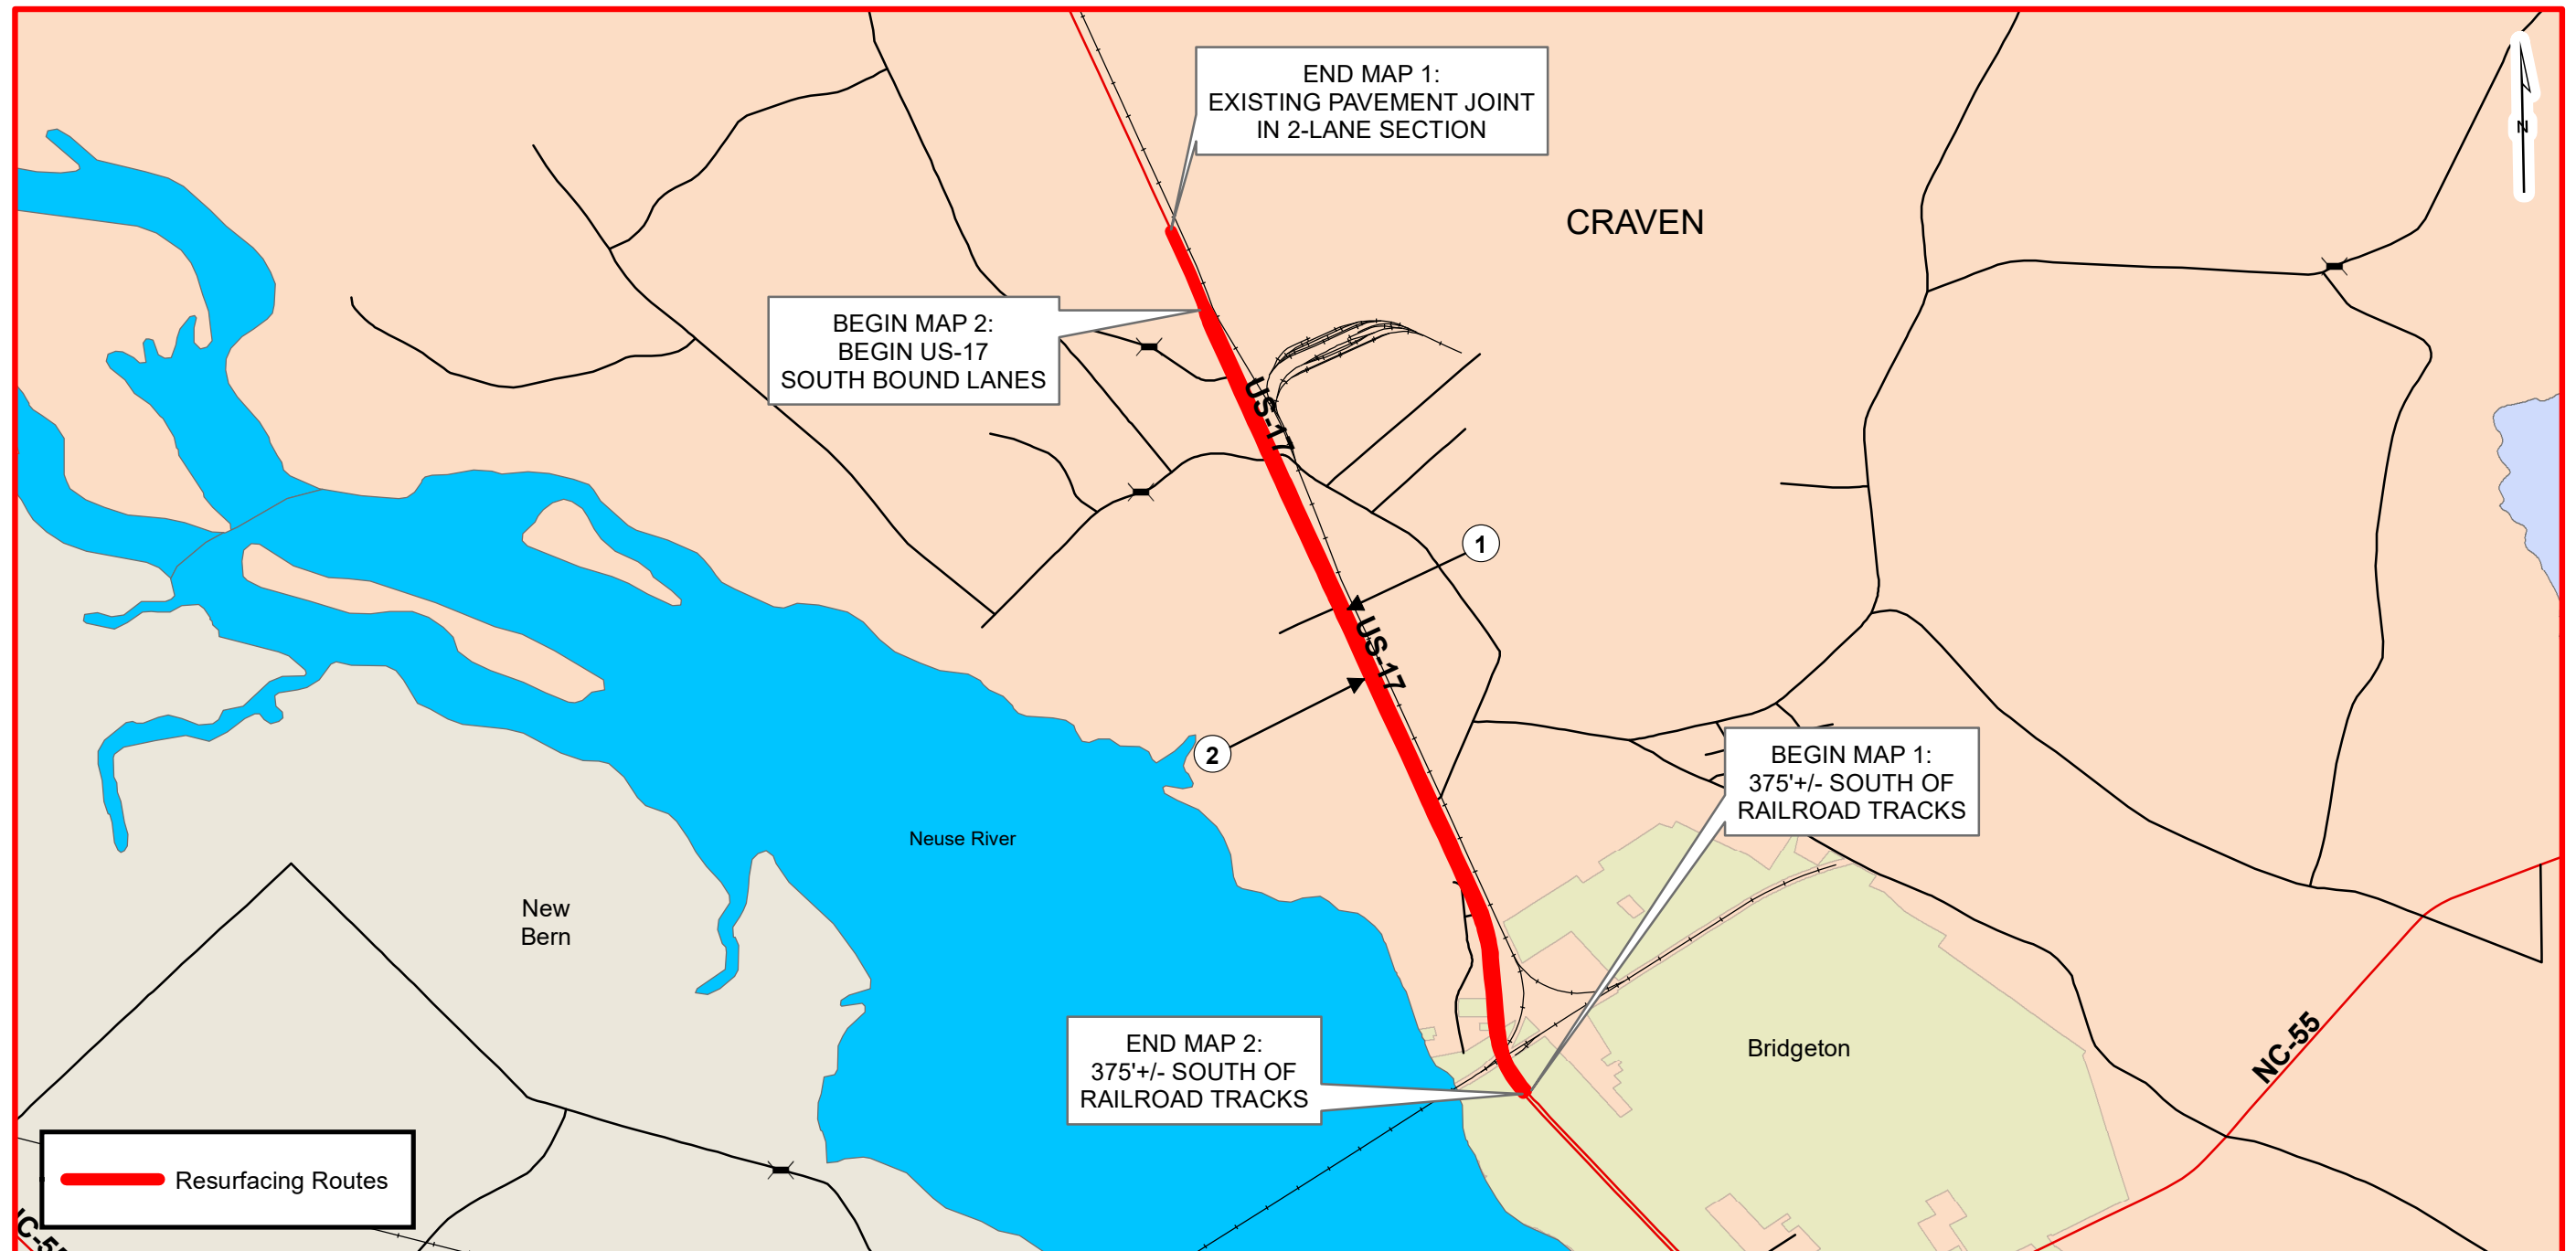 END MAP 1:
EXISTING PAVEMENT JOINT
IN 2-LANE SECTION
N
CRAVEN
BEGIN MAP 2:
BEGIN US-17
SOUTH BOUND LANES
US-17
1
US-17
2
BEGIN MAP 1:
375'+/- SOUTH OF
RAILROAD TRACKS
Neuse River
New
Bern
END MAP 2:
375'+/- SOUTH OF
RAILROAD TRACKS
Bridgeton
NC-55
Resurfacing Routes